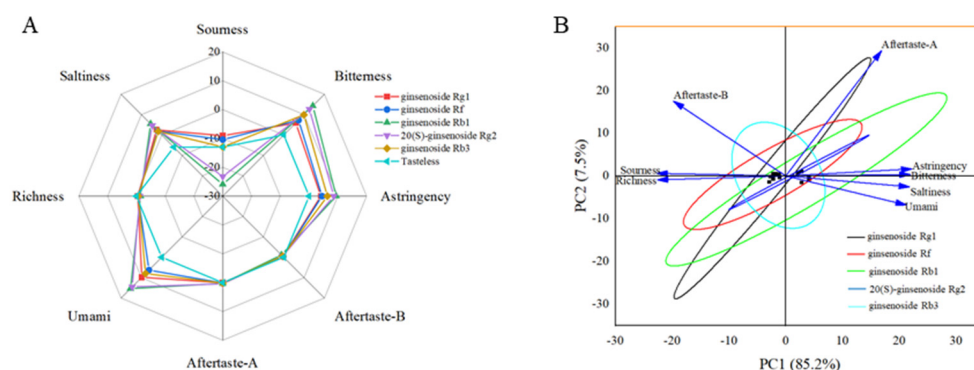 A
Sourness
20
10
0
-10
-20
-30
Saltiness
Bitterness
Richness
Astringency
Umami
Aftertaste-B
Aftertaste-A
ginsenoside Rg1
ginsenoside Rf
ginsenoside Rb1
20(S)-ginsenoside Rg2
ginsenoside Rb3
Tasteless
B
PC2 (7.5%)
30
20
10
0
-10
-20
-30
Aftertaste-A
Aftertaste-B
Sourness
Richness
Astringency
Bitterness
Saltiness
Umami
ginsenoside Rg1
ginsenoside Rf
ginsenoside Rb1
20(S)-ginsenoside Rg2
ginsenoside Rb3
-30 -20 -10 0 10 20 30
PC1 (85.2%)